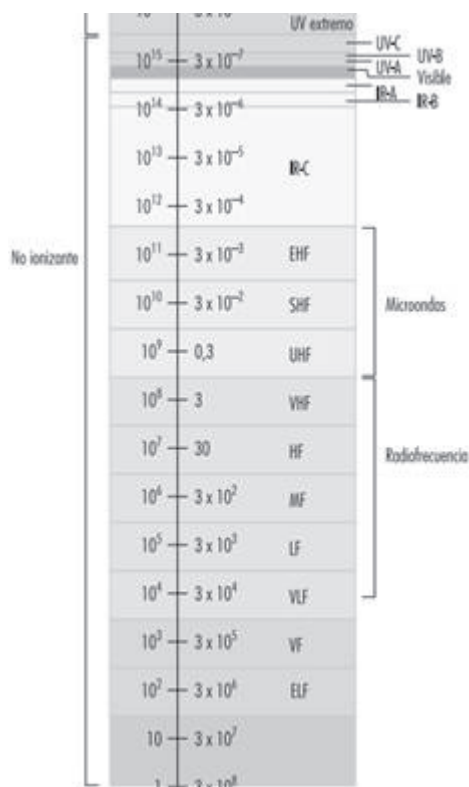 UV extremo
UV-C
10¹⁵ 3 x 10⁻⁷ UV-B
UV-A
Visible
IR-A
10¹⁴ 3 x 10⁻⁶ IR-B
10¹³ 3 x 10⁻⁵ IR-C
10¹² 3 x 10⁻⁴
10¹¹ 3 x 10⁻³ EHF
No ionizante
10¹⁰ 3 x 10⁻² SHF Microondas
10⁹ 0,3 UHF
10⁸ 3 VHF
10⁷ 30 HF Radiofrecuencia
10⁶ 3 x 10² MF
10⁵ 3 x 10³ LF
10⁴ 3 x 10⁴ VLF
10³ 3 x 10⁵ VF
10² 3 x 10⁶ ELF
10 3 x 10⁷
1 3 x 10⁸